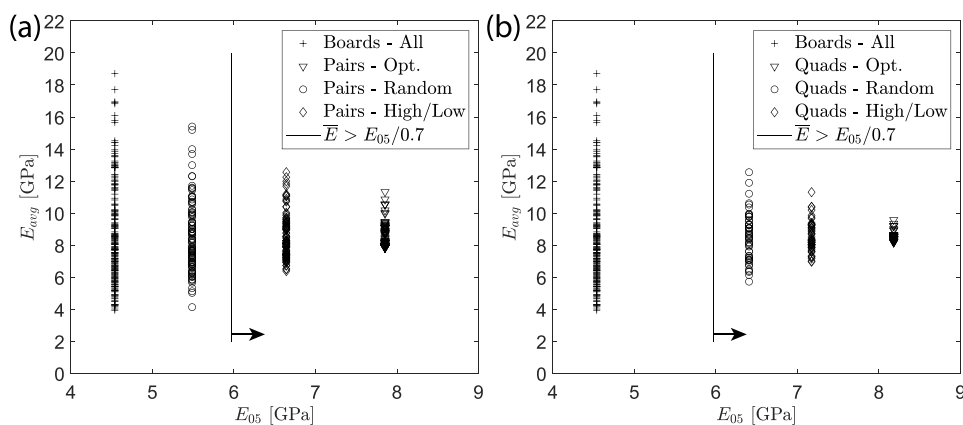 (a)
22
20
18
16
14
12
10
8
6
4
2
0
E_avg [GPa]
+ Boards - All
▽ Pairs - Opt.
○ Pairs - Random
◇ Pairs - High/Low
— E̅ > E_05/0.7
4 5 6 7 8 9
E_05 [GPa]
(b)
22
20
18
16
14
12
10
8
6
4
2
0
E_avg [GPa]
+ Boards - All
▽ Quads - Opt.
○ Quads - Random
◇ Quads - High/Low
— E̅ > E_05/0.7
4 5 6 7 8 9
E_05 [GPa]